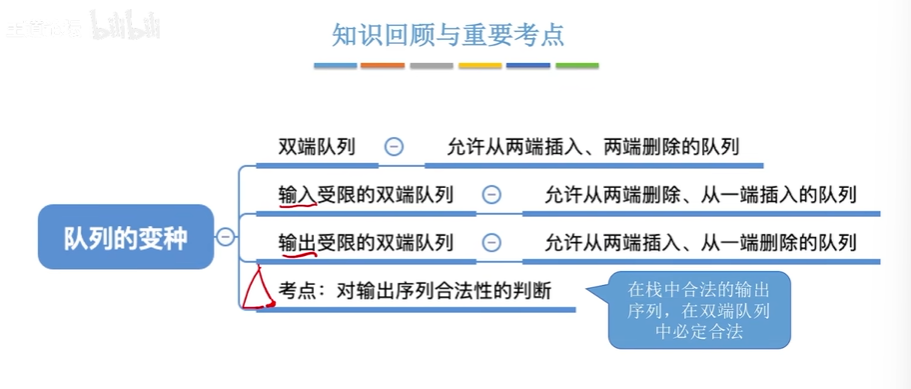 bilibili
知识回顾与重要考点
双端队列
允许从两端插入、两端删除的队列
输入受限的双端队列
允许从两端删除、从一端插入的队列
队列的变种
输出受限的双端队列
允许从两端插入、从一端删除的队列
考点：对输出序列合法性的判断
在栈中合法的输出
序列，在双端队列
中必定合法